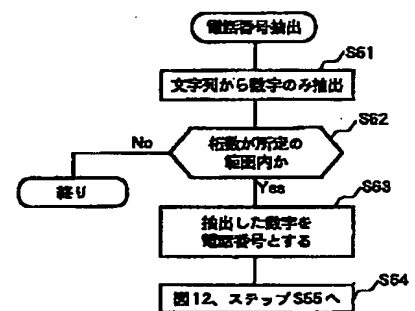 電話番号抽出
S61
文字列から数字のみ抽出
S62
桁数が所定の
範囲内か
No
Yes
終り
S63
抽出した数字を
電話番号とする
S64
図12、ステップS55へ